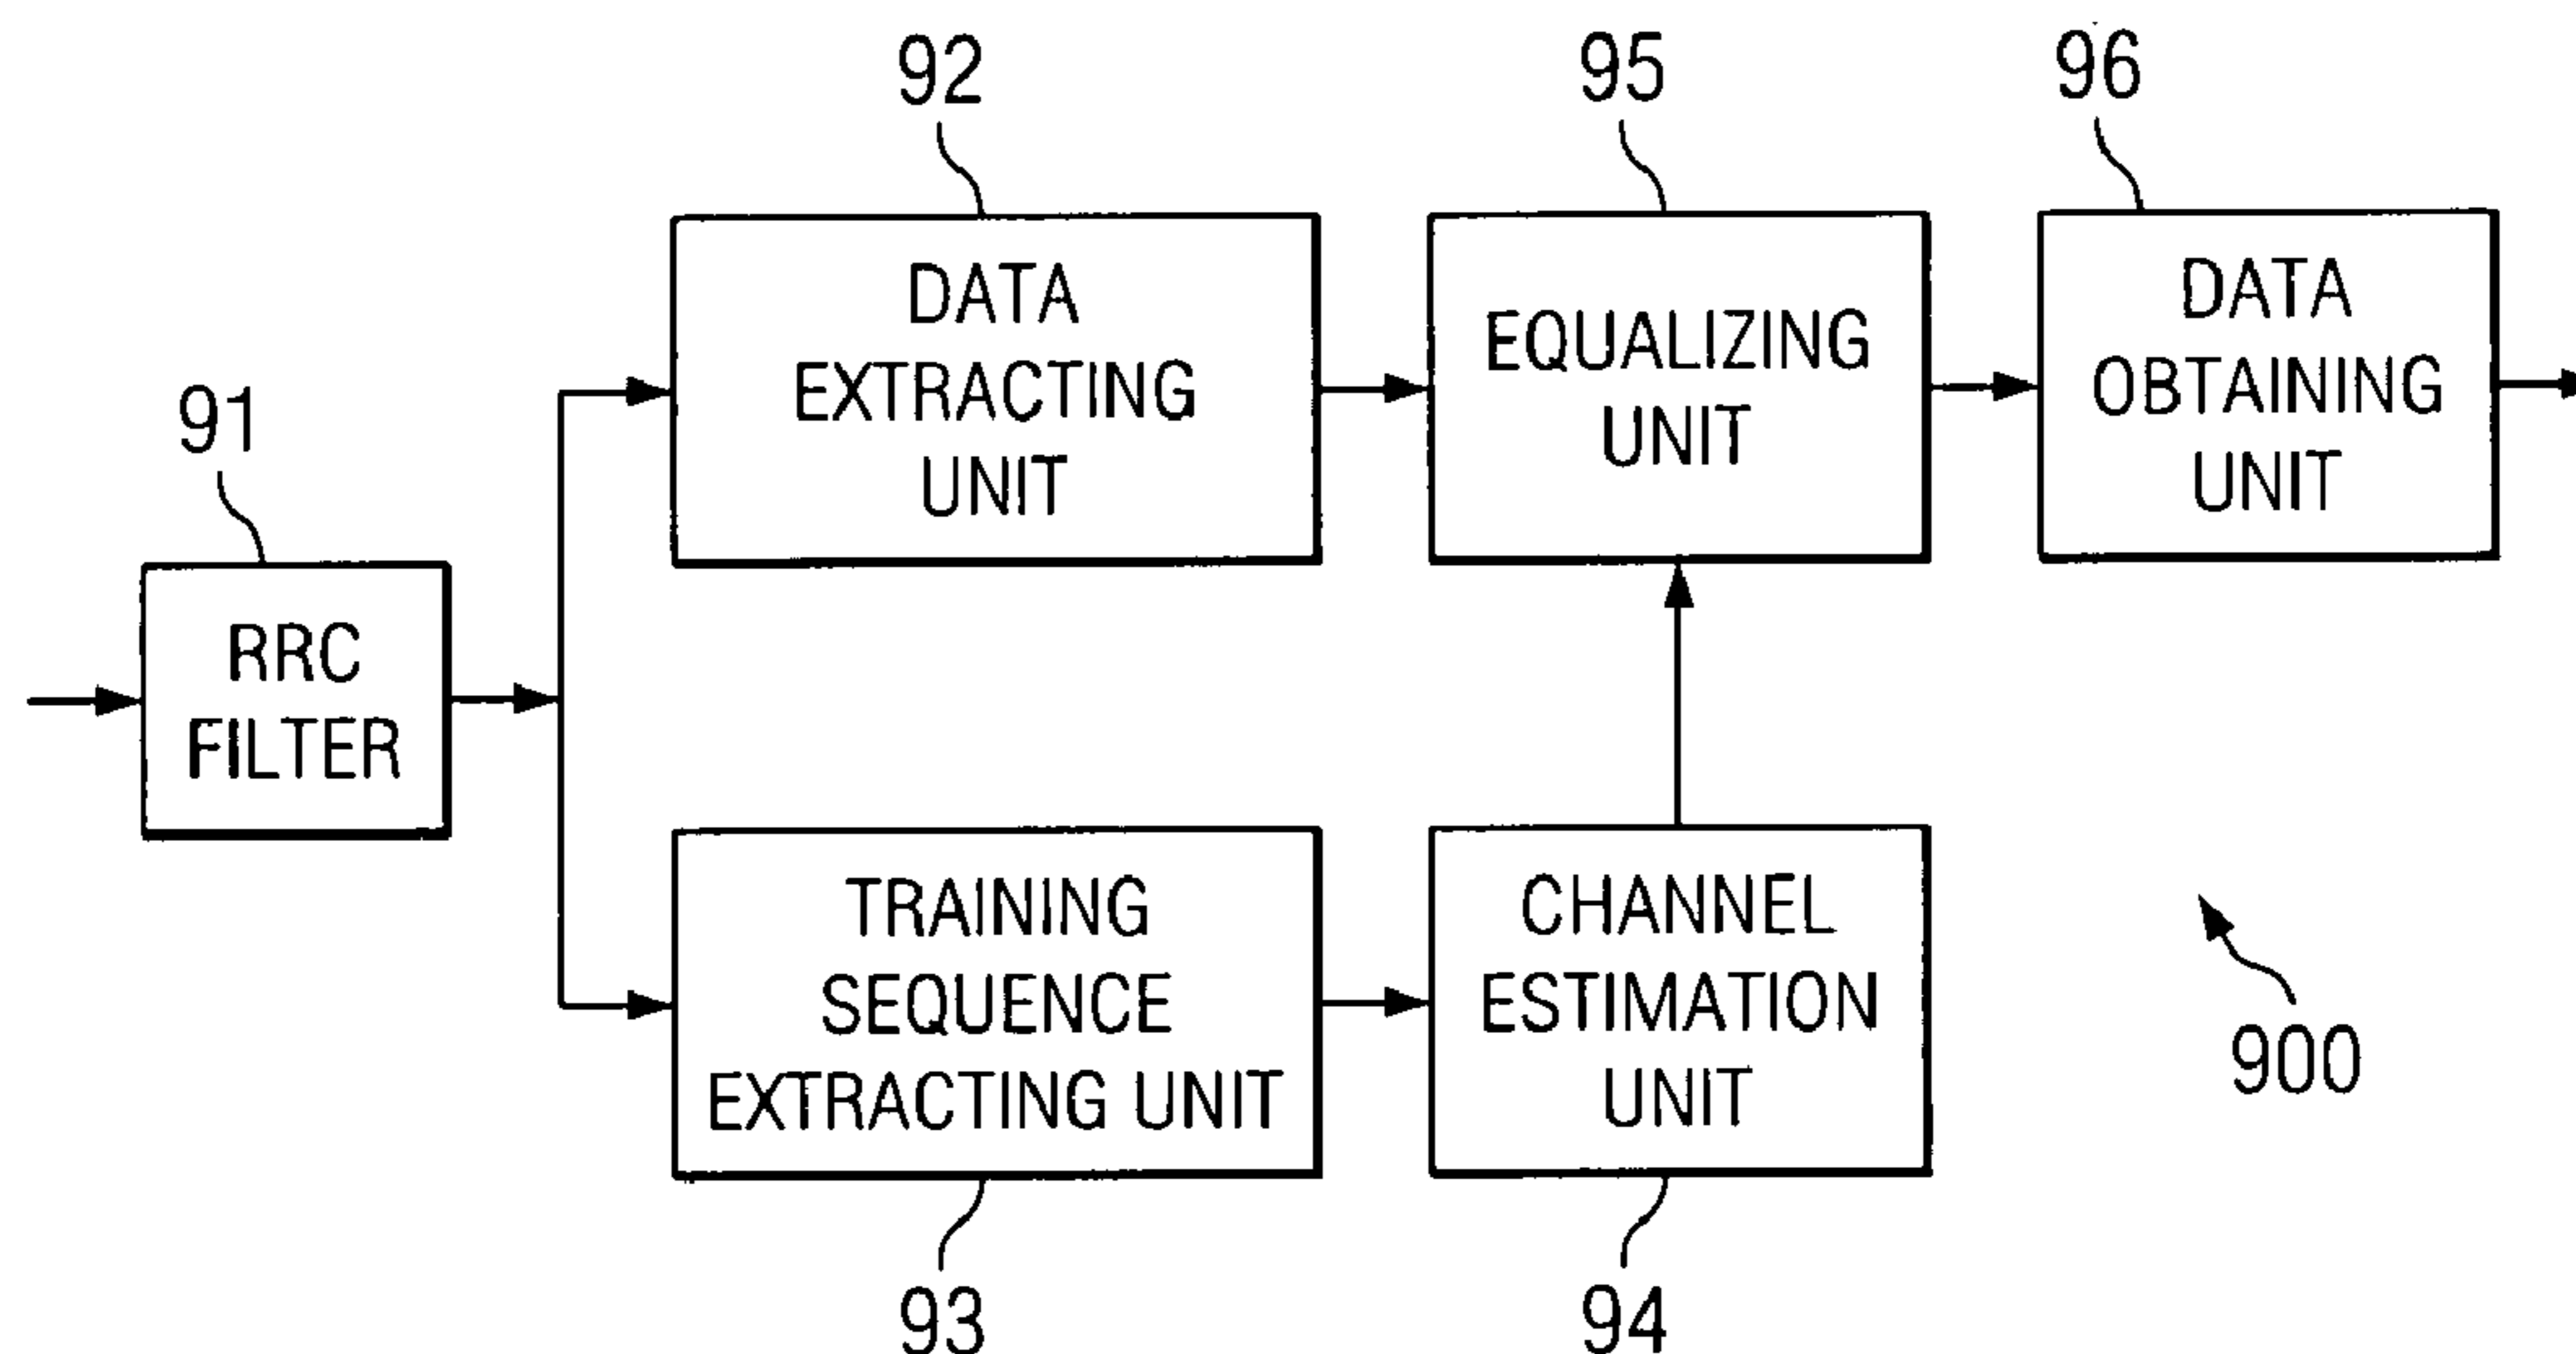 92
95
96
DATA
EXTRACTING
UNIT
EQUALIZING
UNIT
DATA
OBTAINING
UNIT
91
RRC
FILTER
TRAINING
SEQUENCE
EXTRACTING UNIT
CHANNEL
ESTIMATION
UNIT
900
93
94